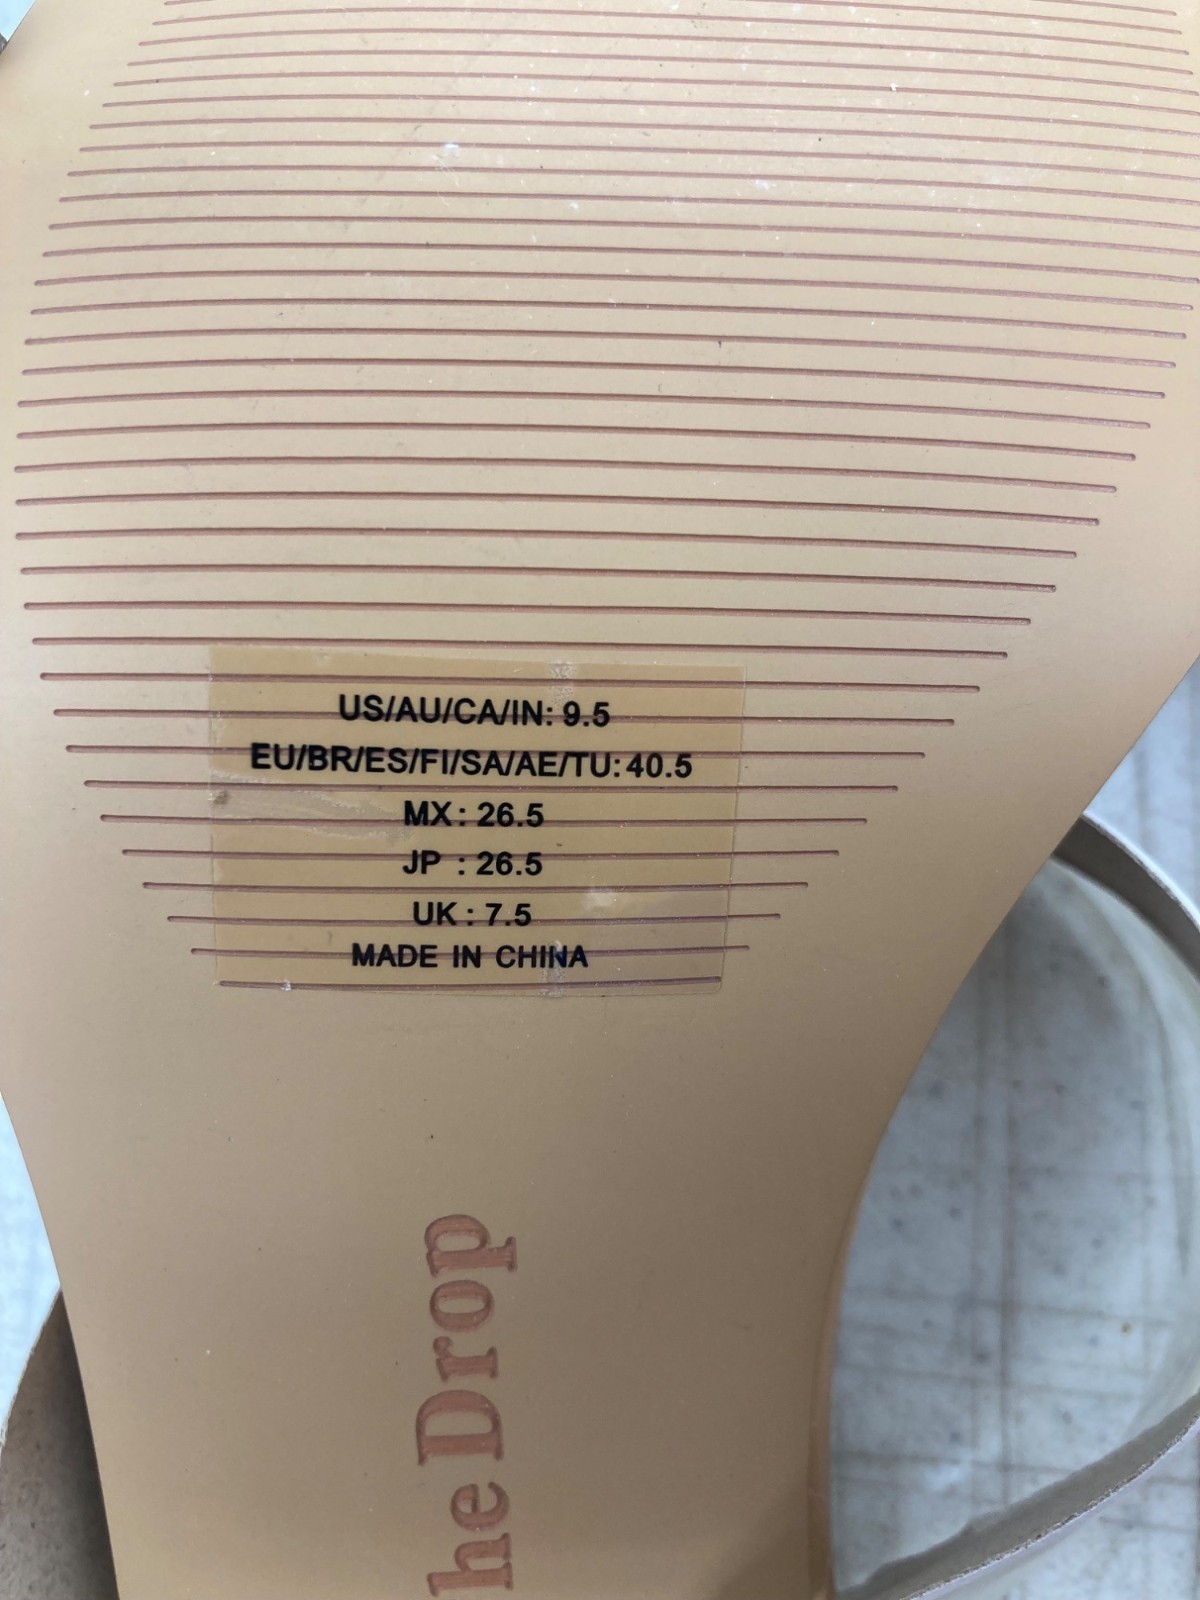 US/AU/CA/IN: 9.5
EU/BR/ES/FI/SA/AE/TU: 40.5
MX : 26.5
JP : 26.5
UK : 7.5
MADE IN CHINA
he Drop